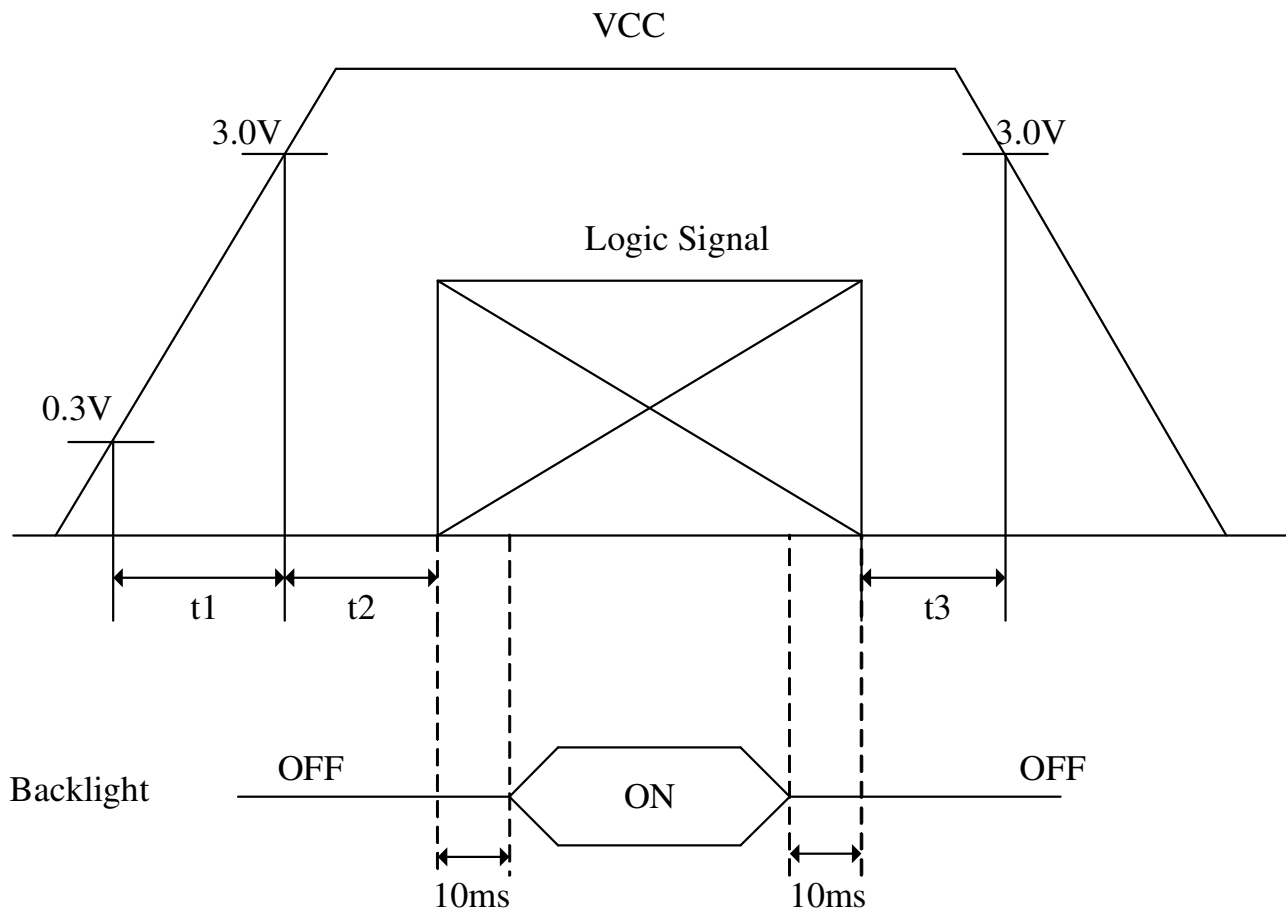 VCC
3.0V
3.0V
Logic Signal
0.3V
t1
t2
t3
OFF
OFF
Backlight
ON
10ms
10ms